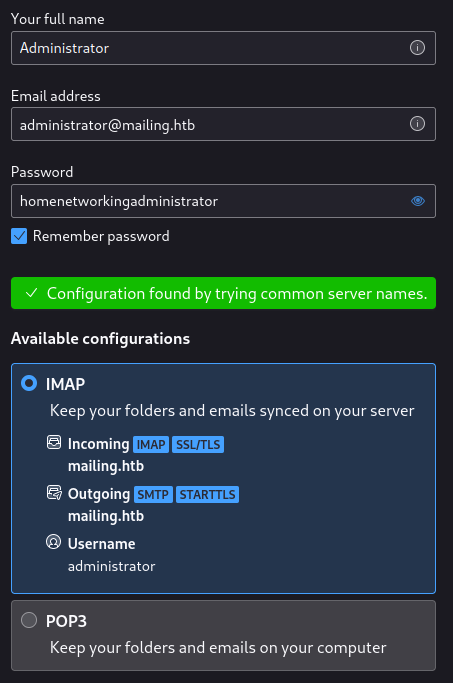 Your full name
Administrator
Email address
administrator@mailing.htb
Password
homenetworkingadministrator
Remember password
Configuration found by trying common server names.
Available configurations
IMAP
Keep your folders and emails synced on your server
Incoming IMAP SSL/TLS
mailing.htb
Outgoing SMTP STARTTLS
mailing.htb
Username
administrator
POP3
Keep your folders and emails on your computer